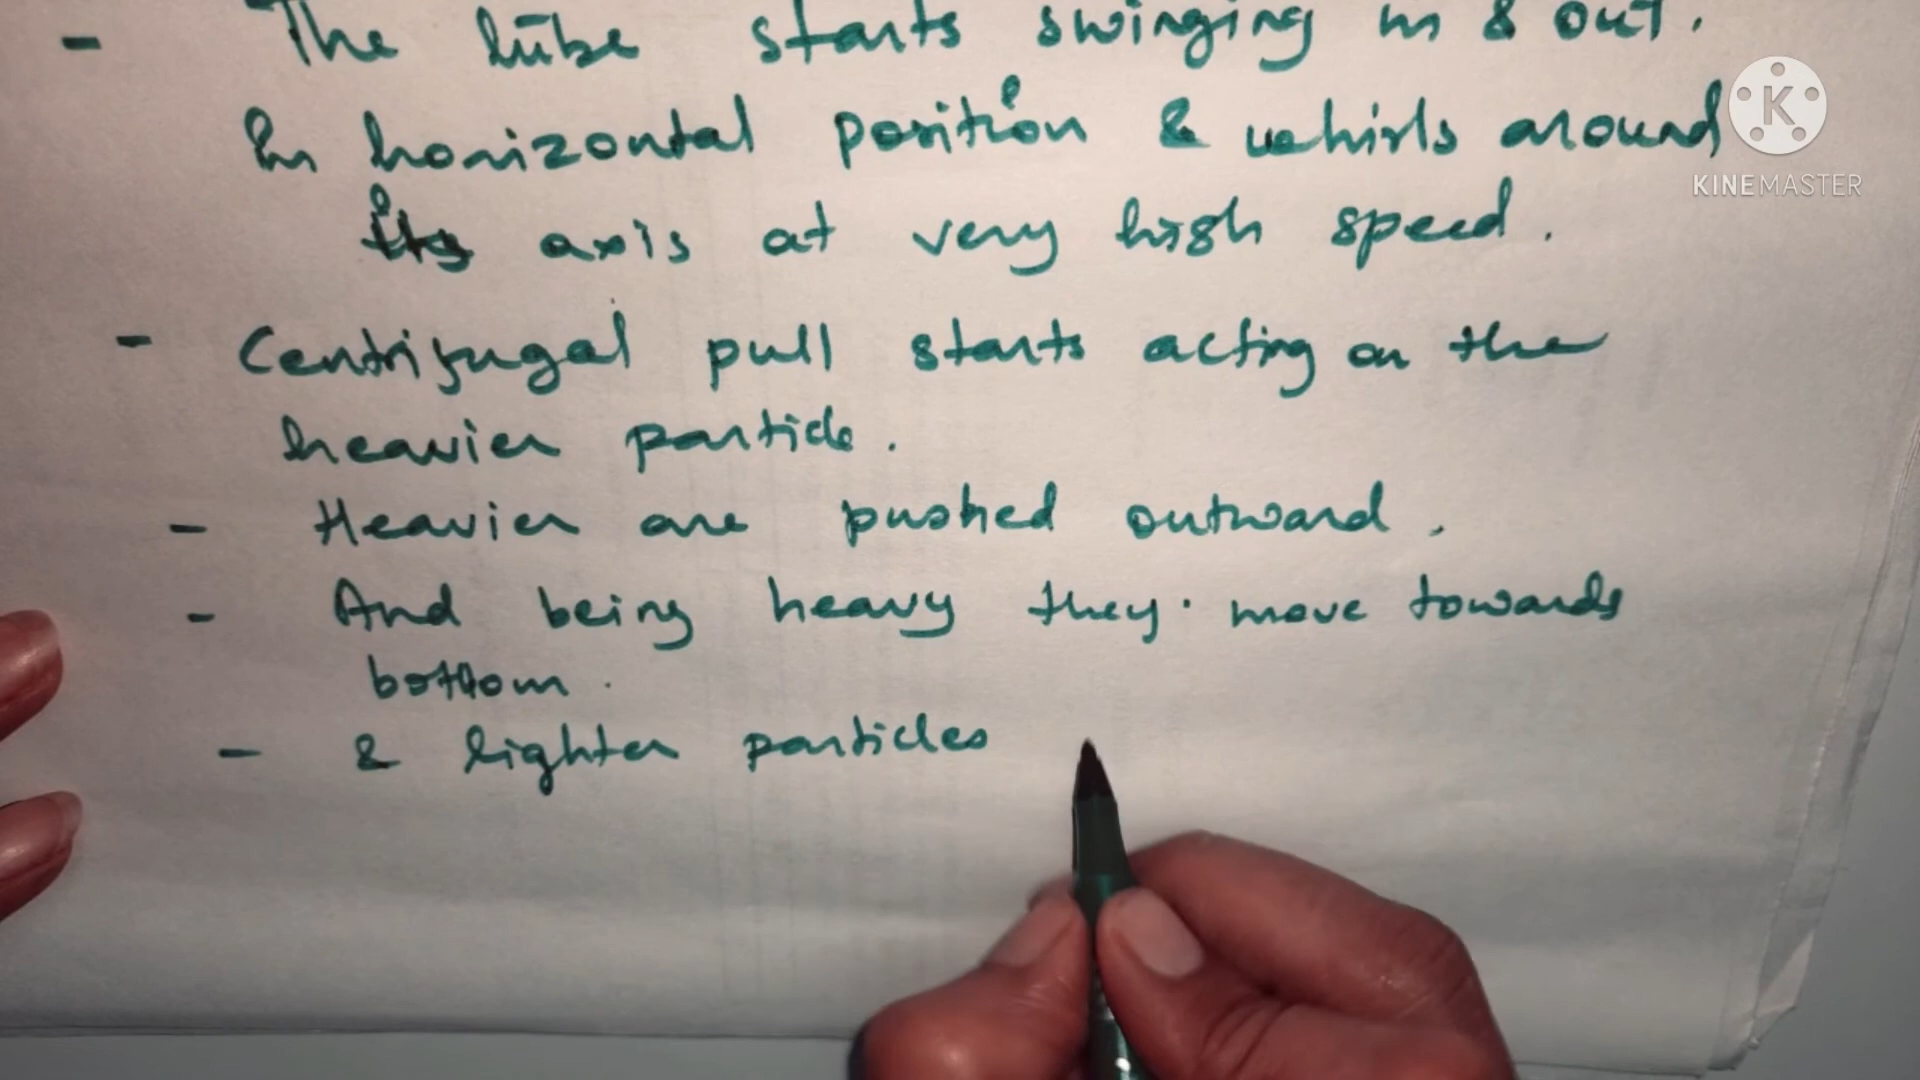 - The tube starts swinging in & out.
In horizontal position & whirls around
its axis at very high speed.
- Centrifugal pull starts acting on the
heavier particle.
- Heavier are pushed outward.
- And being heavy they. move towards
bottom.
- & lighter particles
K
KINEMASTER